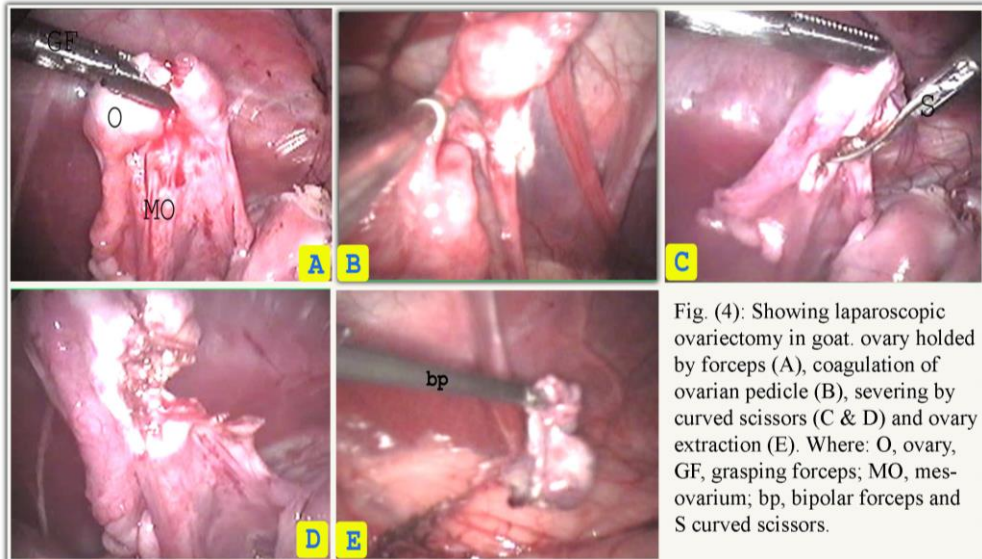 GF
O
MO
A
B
S
C
D
bp
E
Fig. (4): Showing laparoscopic
ovariectomy in goat. ovary holded
by forceps (A), coagulation of
ovarian pedicle (B), severing by
curved scissors (C & D) and ovary
extraction (E). Where: O, ovary,
GF, grasping forceps; MO, mes-
ovarium; bp, bipolar forceps and
S curved scissors.